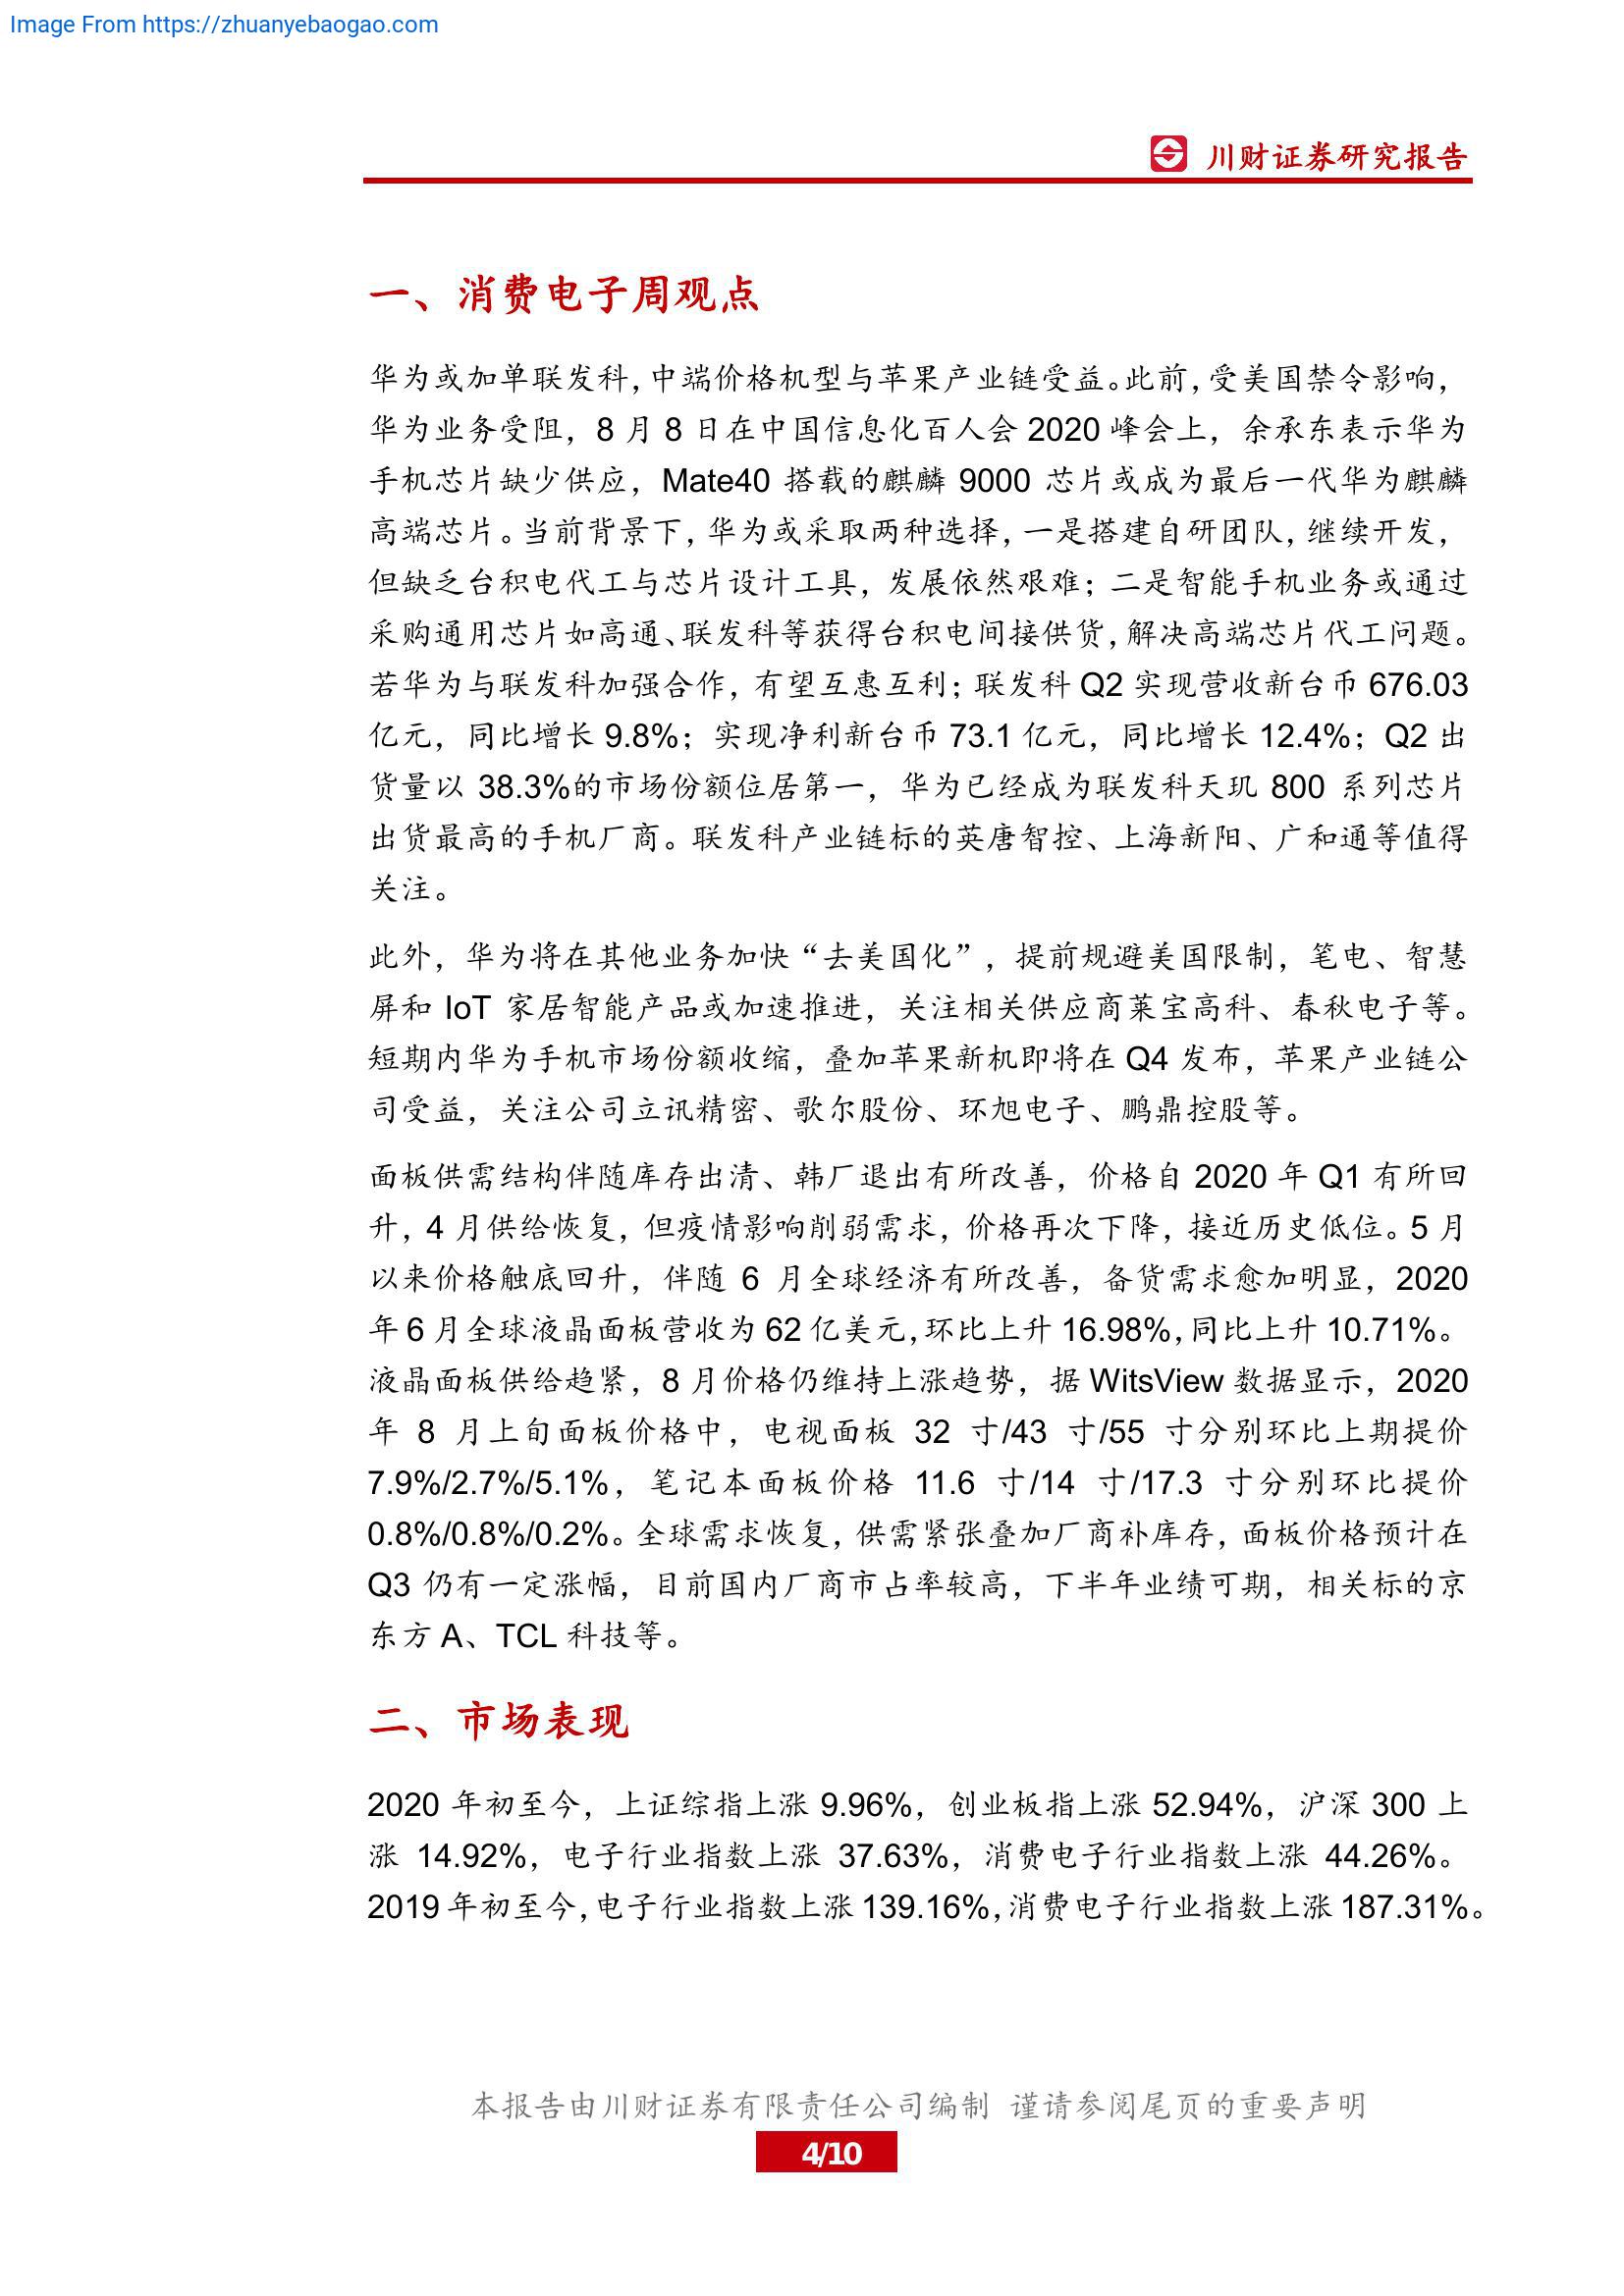 Image From https://zhuanyebaogao.com
川财证券研究报告
一、消费电子周观点
华为或加单联发科，中端价格机型与苹果产业链受益。此前，受美国禁令影响，
华为业务受阻，8 月 8 日在中国信息化百人会 2020 峰会上，余承东表示华为
手机芯片缺少供应，Mate40 搭载的麒麟 9000 芯片或成为最后一代华为麒麟
高端芯片。当前背景下，华为或采取两种选择，一是搭建自研团队，继续开发，
但缺乏台积电代工与芯片设计工具，发展依然艰难；二是智能手机业务或通过
采购通用芯片如高通、联发科等获得台积电间接供货，解决高端芯片代工问题。
若华为与联发科加强合作，有望互惠互利；联发科 Q2 实现营收新台币 676.03
亿元，同比增长 9.8%；实现净利新台币 73.1 亿元，同比增长 12.4%；Q2 出
货量以 38.3%的市场份额位居第一，华为已经成为联发科天玑 800 系列芯片
出货最高的手机厂商。联发科产业链标的英唐智控、上海新阳、广和通等值得
关注。
此外，华为将在其他业务加快“去美国化”，提前规避美国限制，笔电、智慧
屏和 IoT 家居智能产品或加速推进，关注相关供应商莱宝高科、春秋电子等。
短期内华为手机市场份额收缩，叠加苹果新机即将在 Q4 发布，苹果产业链公
司受益，关注公司立讯精密、歌尔股份、环旭电子、鹏鼎控股等。
面板供需结构伴随库存出清、韩厂退出有所改善，价格自 2020 年 Q1 有所回
升，4 月供给恢复，但疫情影响削弱需求，价格再次下降，接近历史低位。5 月
以来价格触底回升，伴随 6 月全球经济有所改善，备货需求愈加明显，2020
年 6 月全球液晶面板营收为 62 亿美元，环比上升 16.98%，同比上升 10.71%。
液晶面板供给趋紧，8 月价格仍维持上涨趋势，据 WitsView 数据显示，2020
年 8 月上旬面板价格中，电视面板 32 寸/43 寸/55 寸分别环比上期提价
7.9%/2.7%/5.1%，笔记本面板价格 11.6 寸/14 寸/17.3 寸分别环比提价
0.8%/0.8%/0.2%。全球需求恢复，供需紧张叠加厂商补库存，面板价格预计在
Q3 仍有一定涨幅，目前国内厂商市占率较高，下半年业绩可期，相关标的京
东方 A、TCL 科技等。
二、市场表现
2020 年初至今，上证综指上涨 9.96%，创业板指上涨 52.94%，沪深 300 上
涨 14.92%，电子行业指数上涨 37.63%，消费电子行业指数上涨 44.26%。
2019 年初至今，电子行业指数上涨 139.16%，消费电子行业指数上涨 187.31%。
本报告由川财证券有限责任公司编制 谨请参阅尾页的重要声明
4/10